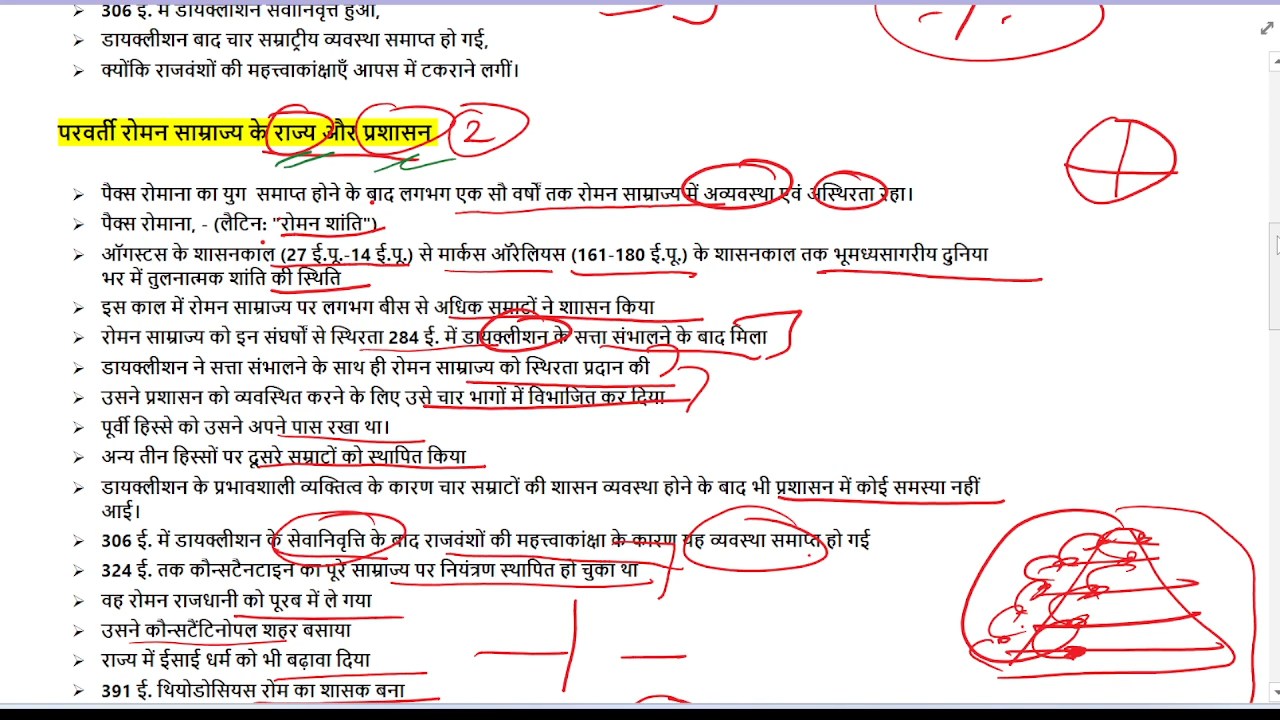 306 ई. में डायक्लीशन सेवानिवृत्त हुआ,
डायक्लीशन बाद चार सम्राट्रीय व्यवस्था समाप्त हो गई,
क्योंकि राजवंशों की महत्त्वाकांक्षाएँ आपस में टकराने लगीं।
परवर्ती रोमन साम्राज्य के राज्य और प्रशासन 2
पैक्स रोमाना का युग समाप्त होने के बाद लगभग एक सौ वर्षों तक रोमन साम्राज्य में अव्यवस्था एवं अस्थिरता रहा।
पैक्स रोमाना, - (लैटिन: "रोमन शांति")
ऑगस्टस के शासनकाल (27 ई.पू.-14 ई.पू.) से मार्कस ऑरेलियस (161-180 ई.पू.) के शासनकाल तक भूमध्यसागरीय दुनिया
भर में तुलनात्मक शांति की स्थिति
इस काल में रोमन साम्राज्य पर लगभग बीस से अधिक सम्राटों ने शाासन किया
रोमन साम्राज्य को इन संघर्षों से स्थिरता 284 ई. में डायक्लीशन के सत्ता संभालने के बाद मिला
डायक्लीशन ने सत्ता संभालने के साथ ही रोमन साम्राज्य को स्थिरता प्रदान की
उसने प्रशासन को व्यवस्थित करने के लिए उसे चार भागों में विभाजित कर दिया
पूर्वी हिस्से को उसने अपने पास रखा था।
अन्य तीन हिस्सों पर दूसरे सम्राटों को स्थापित किया
डायक्लीशन के प्रभावशाली व्यक्तित्व के कारण चार सम्राटों की शासन व्यवस्था होने के बाद भी प्रशासन में कोई समस्या नहीं
आई।
306 ई. में डायक्लीशन के सेवानिवृत्ति के बाद राजवंशों की महत्त्वाकांक्षा के कारण यह व्यवस्था समाप्त हो गई
324 ई. तक कौन्सटैनटाइन का पूरे साम्राज्य पर नियंत्रण स्थापित हो चुका था
वह रोमन राजधानी को पूरब में ले गया
उसने कौन्सटैंटिनोपल शहर बसाया
राज्य में ईसाई धर्म को भी बढ़ावा दिया
391 ई. थियोडोसियस रोम का शासक बना